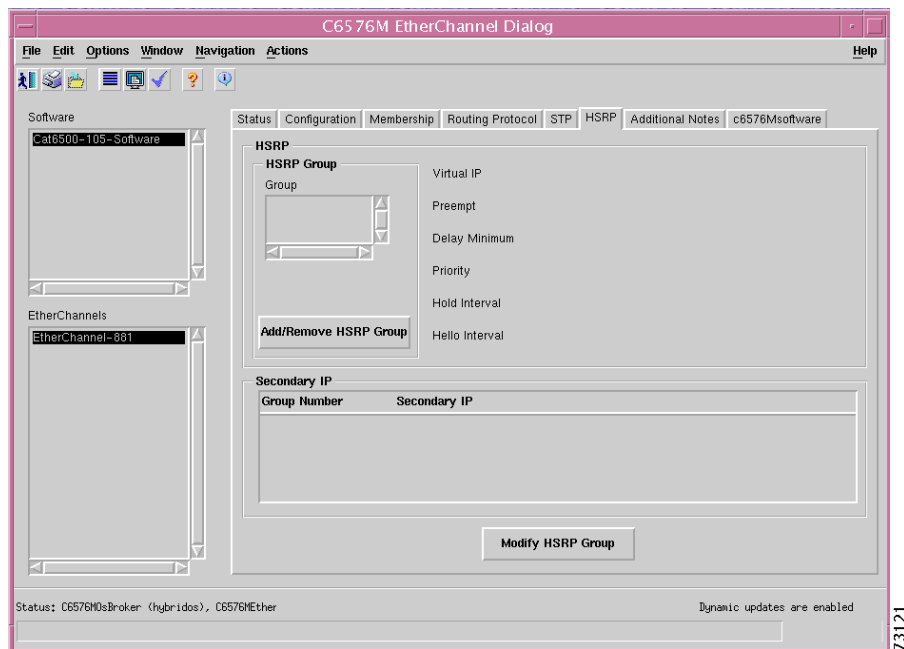 C6576M EtherChannel Dialog
File Edit Options Window Navigation Actions Help
Software
Cat6500-105-Software
EtherChannels
EtherChannel-881
Status Configuration Membership Routing Protocol STP HSRP Additional Notes c6576Msoftware
HSRP
HSRP Group
Group
Add/Remove HSRP Group
Virtual IP
Preempt
Delay Minimum
Priority
Hold Interval
Hello Interval
Secondary IP
Group Number Secondary IP
Modify HSRP Group
Status: C6576MOsBroker (hybridos), C6576MEther Dynamic updates are enabled
73121